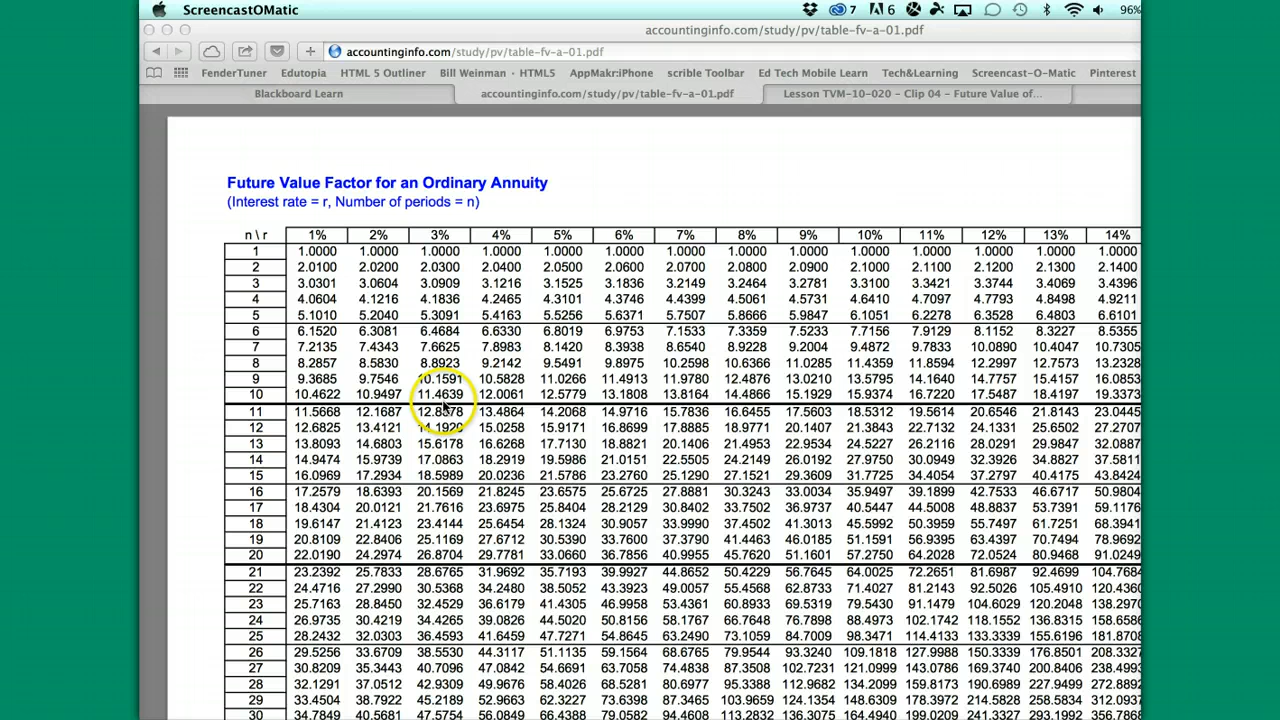 ScreencastOMatic 7 6 96%
accountinginfo.com/study/pv/table-fv-a-01.pdf
accountinginfo.com/study/pv/table-fv-a-01.pdf
FenderTuner Edutopia HTML 5 Outliner Bill Weinman - HTML5 AppMakr:iPhone scrible Toolbar Ed Tech Mobile Learn Tech&Learning Screencast-O-Matic Pinterest
Blackboard Learn accountinginfo.com/study/pv/table-fv-a-01.pdf Lesson TVM-10-020 - Clip 04 - Future Value of...
Future Value Factor for an Ordinary Annuity
(Interest rate = r, Number of periods = n)
n \ r 1% 2% 3% 4% 5% 6% 7% 8% 9% 10% 11% 12% 13% 14%
1 1.0000 1.0000 1.0000 1.0000 1.0000 1.0000 1.0000 1.0000 1.0000 1.0000 1.0000 1.0000 1.0000 1.0000
2 2.0100 2.0200 2.0300 2.0400 2.0500 2.0600 2.0700 2.0800 2.0900 2.1000 2.1100 2.1200 2.1300 2.1400
3 3.0301 3.0604 3.0909 3.1216 3.1525 3.1836 3.2149 3.2464 3.2781 3.3100 3.3421 3.3744 3.4069 3.4396
4 4.0604 4.1216 4.1836 4.2465 4.3101 4.3746 4.4399 4.5061 4.5731 4.6410 4.7097 4.7793 4.8498 4.9211
5 5.1010 5.2040 5.3091 5.4163 5.5256 5.6371 5.7507 5.8666 5.9847 6.1051 6.2278 6.3528 6.4803 6.6101
6 6.1520 6.3081 6.4684 6.6330 6.8019 6.9753 7.1533 7.3359 7.5233 7.7156 7.9129 8.1152 8.3227 8.5355
7 7.2135 7.4343 7.6625 7.8983 8.1420 8.3938 8.6540 8.9228 9.2004 9.4872 9.7830 10.0890 10.4047 10.7305
8 8.2857 8.5830 8.8923 9.2142 9.5491 9.8975 10.2598 10.6366 11.0285 11.4359 11.8594 12.2997 12.7573 13.2328
9 9.3685 9.7546 10.1591 10.5828 11.0266 11.4913 11.9780 12.4876 13.0210 13.5795 14.1640 14.7757 15.4157 16.0853
10 10.4622 10.9497 11.4639 12.0061 12.5779 13.1808 13.8164 14.4866 15.1929 15.9374 16.7220 17.5487 18.4197 19.3373
11 11.5668 12.1687 12.8078 13.4864 14.2068 14.9716 15.7836 16.6455 17.5603 18.5312 19.5614 20.6546 21.8143 23.0445
12 12.6825 13.4121 14.1920 15.0258 15.9171 16.8699 17.8885 18.9771 20.1407 21.3843 22.7132 24.1331 25.6502 27.2707
13 13.8093 14.6803 15.6178 16.6268 17.7130 18.8821 20.1406 21.4953 22.9534 24.5227 26.2116 28.0291 29.9847 32.0887
14 14.9474 15.9739 17.0863 18.2919 19.5986 21.0151 22.5505 24.2149 26.0192 27.9750 30.0949 32.3926 34.8827 37.5811
15 16.0969 17.2934 18.5989 20.0236 21.5786 23.2760 25.1290 27.1521 29.3609 31.7725 34.4054 37.2797 40.4175 43.8424
16 17.2579 18.6393 20.1569 21.8245 23.6575 25.6725 27.8881 30.3243 33.0034 35.9497 39.1899 42.7533 46.6717 50.9804
17 18.4304 20.0121 21.7616 23.6975 25.8404 28.2129 30.8402 33.7502 36.9737 40.5447 44.5008 48.8837 53.7391 59.1176
18 19.6147 21.4123 23.4144 25.6454 28.1324 30.9057 33.9990 37.4502 41.3013 45.5992 50.3959 55.7497 61.7251 68.3941
19 20.8109 22.8406 25.1169 27.6712 30.5390 33.7600 37.3790 41.4463 46.0185 51.1591 56.9395 63.4397 70.7494 78.9692
20 22.0190 24.2974 26.8704 29.7781 33.0660 36.7856 40.9955 45.7620 51.1601 57.2750 64.2028 72.0524 80.9468 91.0249
21 23.2392 25.7833 28.6765 31.9692 35.7193 39.9927 44.8652 50.4229 56.7645 64.0025 72.2651 81.6987 92.4699 104.7684
22 24.4716 27.2990 30.5368 34.2480 38.5052 43.3923 49.0057 55.4568 62.8733 71.4027 81.2143 92.5026 105.4910 120.4360
23 25.7163 28.8450 32.4529 36.6179 41.4305 46.9958 53.4361 60.8933 69.5319 79.5430 91.1479 104.6029 120.2048 138.2970
24 26.9735 30.4219 34.4265 39.0826 44.5020 50.8156 58.1767 66.7648 76.7898 88.4973 102.1742 118.1552 136.8315 158.6586
25 28.2432 32.0303 36.4593 41.6459 47.7271 54.8645 63.2490 73.1059 84.7009 98.3471 114.4133 133.3339 155.6196 181.8708
26 29.5256 33.6709 38.5530 44.3117 51.1135 59.1564 68.6765 79.9544 93.3240 109.1818 127.9988 150.3339 176.8501 208.3327
27 30.8209 35.3443 40.7096 47.0842 54.6691 63.7058 74.4838 87.3508 102.7231 121.0999 143.0786 169.3740 200.8406 238.4993
28 32.1291 37.0512 42.9309 49.9676 58.4026 68.5281 80.6977 95.3388 112.9682 134.2099 159.8173 190.6989 227.9499 272.8892
29 33.4504 38.7922 45.2189 52.9663 62.3227 73.6398 87.3465 103.9659 124.1354 148.6309 178.3972 214.5828 258.5834 312.0937
30 34.7849 40.5681 47.5754 56.0849 66.4388 79.0582 94.4608 113.2832 136.3075 164.4940 199.0209 241.3327 293.1992